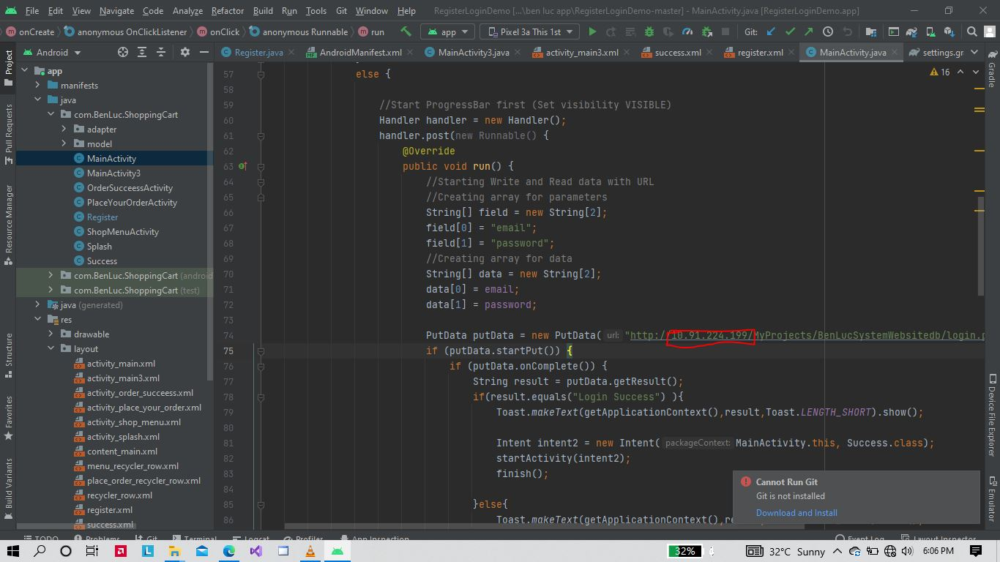 File Edit View Navigate Code Analyze Refactor Build Run Tools Git Window Help RegisterLoginDemo [...\ben luc app\RegisterLoginDemo-master] - MainActivity.java [RegisterLoginDemo.app]
onCreate anonymous OnClickListener onClick anonymous Runnable run app Pixel 3a This 1st Git:
Android Register.java AndroidManifest.xml MainActivity3.java activity_main3.xml success.xml register.xml MainActivity.java settings.gr
Project
Pull Requests
Resource Manager
Structure
Favorites
Build Variants
app
manifests
java
com.BenLuc.ShoppingCart
adapter
model
MainActivity
MainActivity3
OrderSucceessActivity
PlaceYourOrderActivity
Register
ShopMenuActivity
Splash
Success
com.BenLuc.ShoppingCart (android
com.BenLuc.ShoppingCart (test)
java (generated)
res
drawable
layout
activity_main.xml
activity_main3.xml
activity_order_succeess.xml
activity_place_your_order.xml
activity_shop_menu.xml
activity_splash.xml
content_main.xml
menu_recycler_row.xml
place_order_recycler_row.xml
recycler_row.xml
register.xml
success.xml
16
57 else {
58
59 //Start ProgressBar first (Set visibility VISIBLE)
60 Handler handler = new Handler();
61 handler.post(new Runnable() {
62 @Override
63 public void run() {
64 //Starting Write and Read data with URL
65 //Creating array for parameters
66 String[] field = new String[2];
67 field[0] = "email";
68 field[1] = "password";
69 //Creating array for data
70 String[] data = new String[2];
71 data[0] = email;
72 data[1] = password;
73
74 PutData putData = new PutData( url: "http://10.91.224.199/MyProjects/BenLucSystemWebsitedb/login.p
75 if (putData.startPut()) {
76 if (putData.onComplete()) {
77 String result = putData.getResult();
78 if(result.equals("Login Success") ){
79 Toast.makeText(getApplicationContext(),result,Toast.LENGTH_SHORT).show();
80
81 Intent intent2 = new Intent( packageContext: MainActivity.this, Success.class);
82 startActivity(intent2);
83 finish();
84
85 }else{
86 Toast.makeText(getApplicationContext(),re
Cannot Run Git
Git is not installed
Download and install
Gradle
Device File Explorer
Emulator
TODO Problems Git Terminal Logcat Profiler App Inspection Event Log Layout Inspector
32% 32°C Sunny 6:06 PM